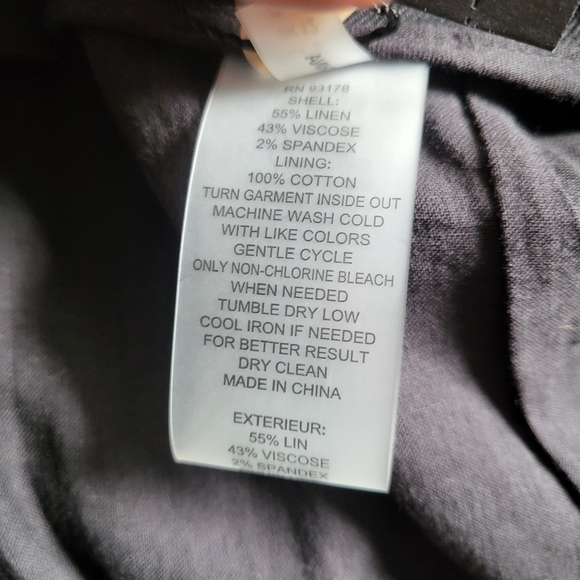 RN 93178
SHELL:
55% LINEN
43% VISCOSE
2% SPANDEX
LINING:
100% COTTON
TURN GARMENT INSIDE OUT
MACHINE WASH COLD
WITH LIKE COLORS
GENTLE CYCLE
ONLY NON-CHLORINE BLEACH
WHEN NEEDED
TUMBLE DRY LOW
COOL IRON IF NEEDED
FOR BETTER RESULT
DRY CLEAN
MADE IN CHINA
EXTERIEUR:
55% LIN
43% VISCOSE
2% SPANDEX